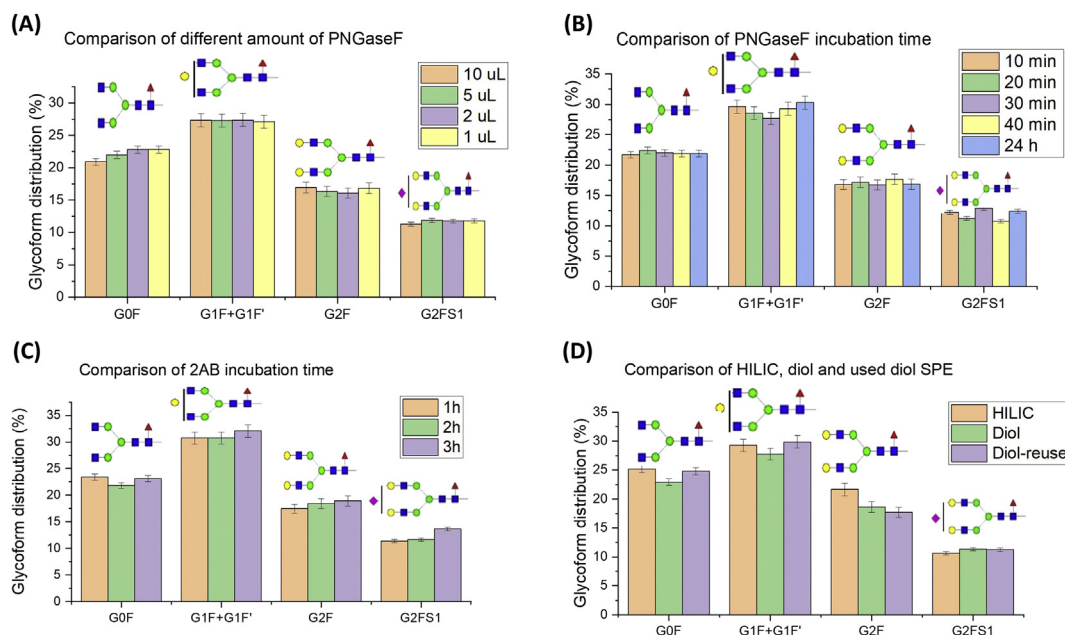 (A)
Comparison of different amount of PNGaseF
10 uL
5 uL
2 uL
1 uL
Glycoform distribution (%)
30
25
20
15
10
5
0
G0F
G1F+G1F'
G2F
G2FS1
(B)
Comparison of PNGaseF incubation time
10 min
20 min
30 min
40 min
24 h
Glycoform distribution (%)
35
30
25
20
15
10
5
0
G0F
G1F+G1F'
G2F
G2FS1
(C)
Comparison of 2AB incubation time
1h
2h
3h
Glycoform distribution (%)
35
30
25
20
15
10
5
0
G0F
G1F+G1F'
G2F
G2FS1
(D)
Comparison of HILIC, diol and used diol SPE
HILIC
Diol
Diol-reuse
Glycoform distribution (%)
35
30
25
20
15
10
5
0
G0F
G1F+G1F'
G2F
G2FS1